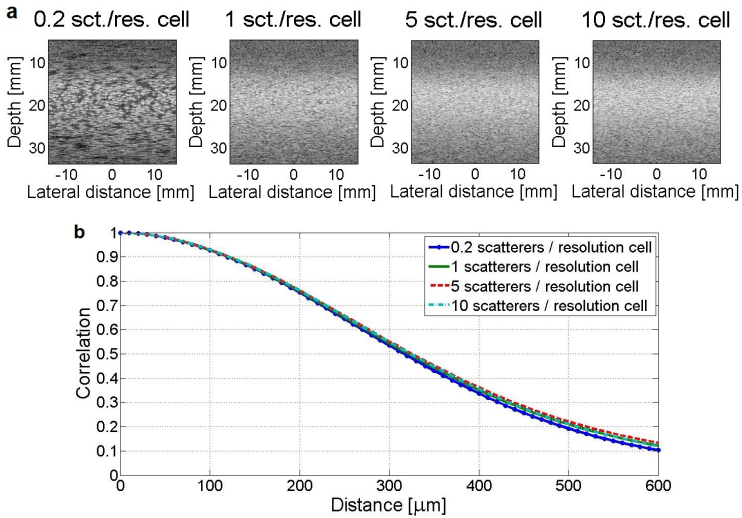 a
0.2 sct./res. cell 1 sct./res. cell 5 sct./res. cell 10 sct./res. cell
Depth [mm] 10 20 30 -10 0 10 Lateral distance [mm]
Depth [mm] 10 20 30 -10 0 10 Lateral distance [mm]
Depth [mm] 10 20 30 -10 0 10 Lateral distance [mm]
Depth [mm] 10 20 30 -10 0 10 Lateral distance [mm]
b
Correlation
1
0.9
0.8
0.7
0.6
0.5
0.4
0.3
0.2
0.1
0
0.2 scatterers / resolution cell
1 scatterers / resolution cell
5 scatterers / resolution cell
10 scatterers / resolution cell
0 100 200 300 400 500 600
Distance [μm]